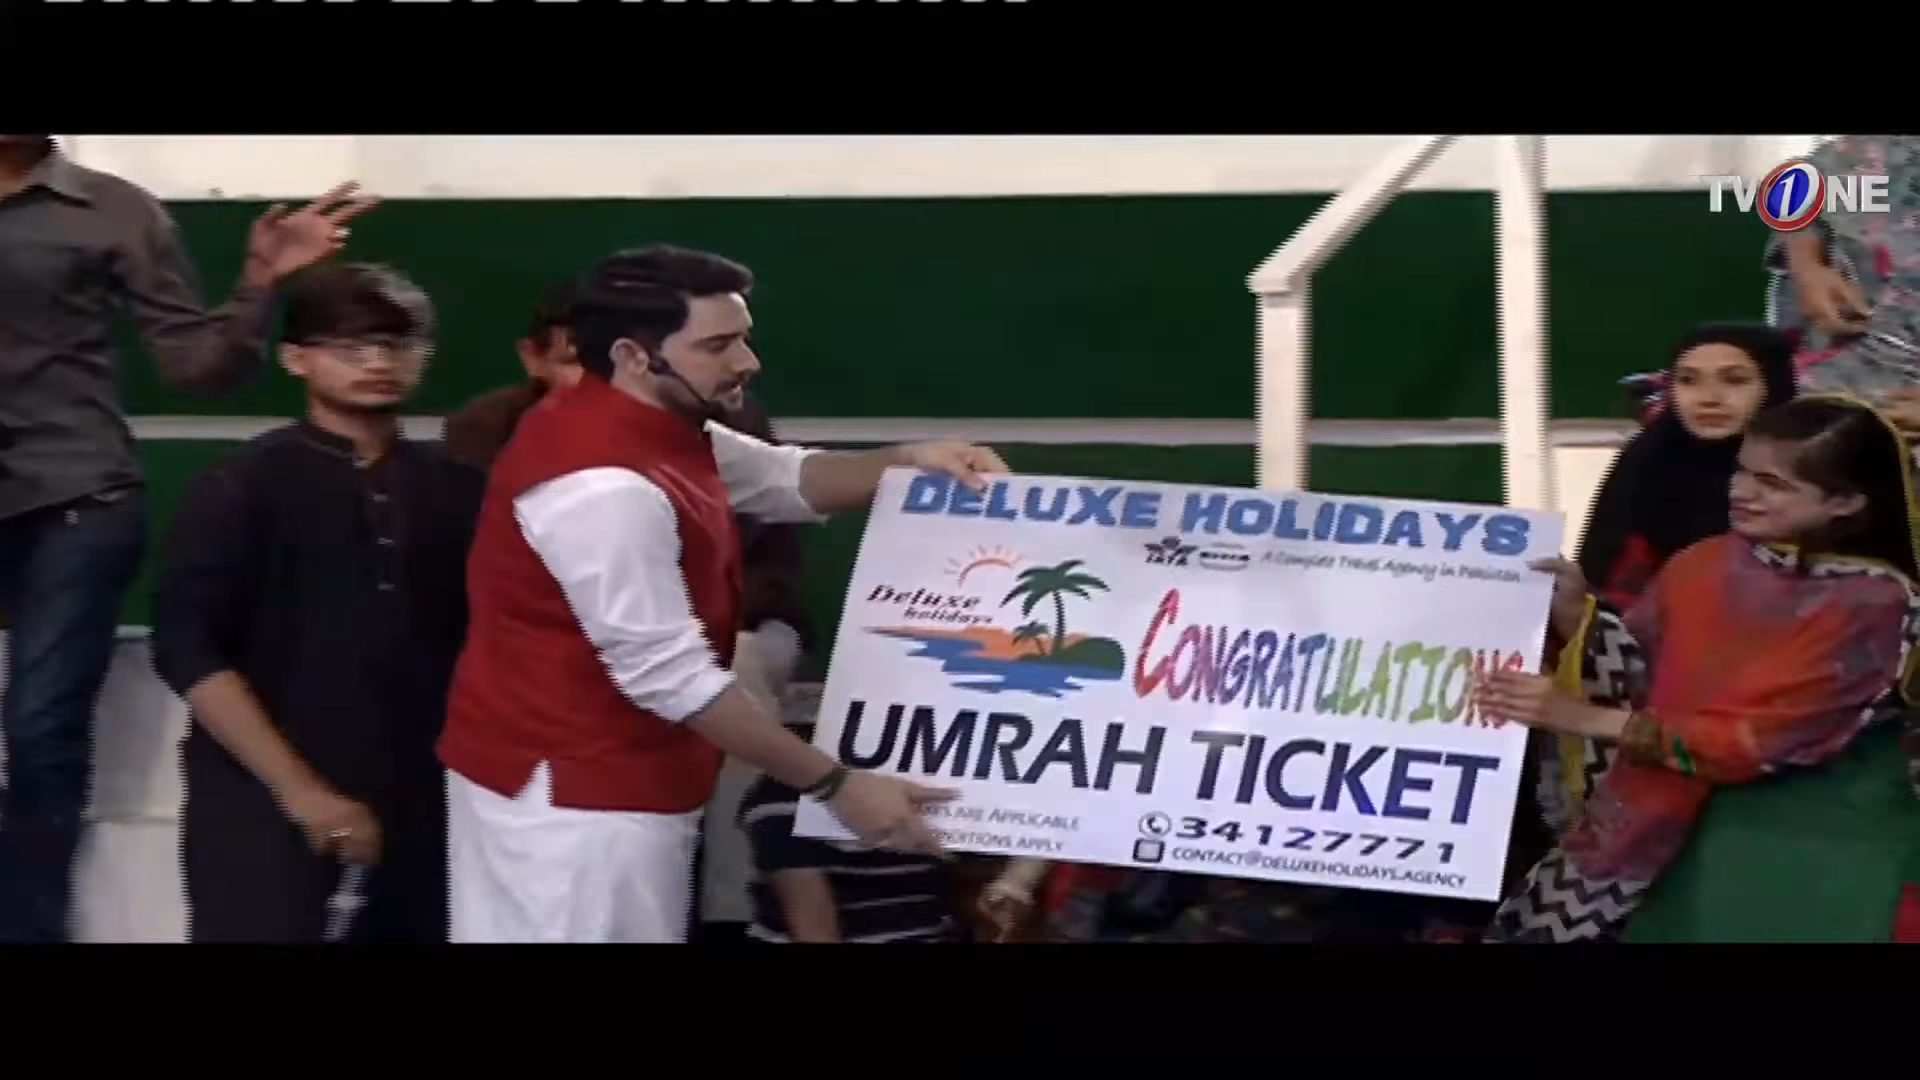 TV ONE
DELUXE HOLIDAYS
IATA
A Complete Travel Agency in Pakistan
Deluxe
holidays
CONGRATULATIONS
UMRAH TICKET
ARE APPLICABLE
CONDITIONS APPLY
34127771
CONTACT@DELUXEHOLIDAYS.AGENCY